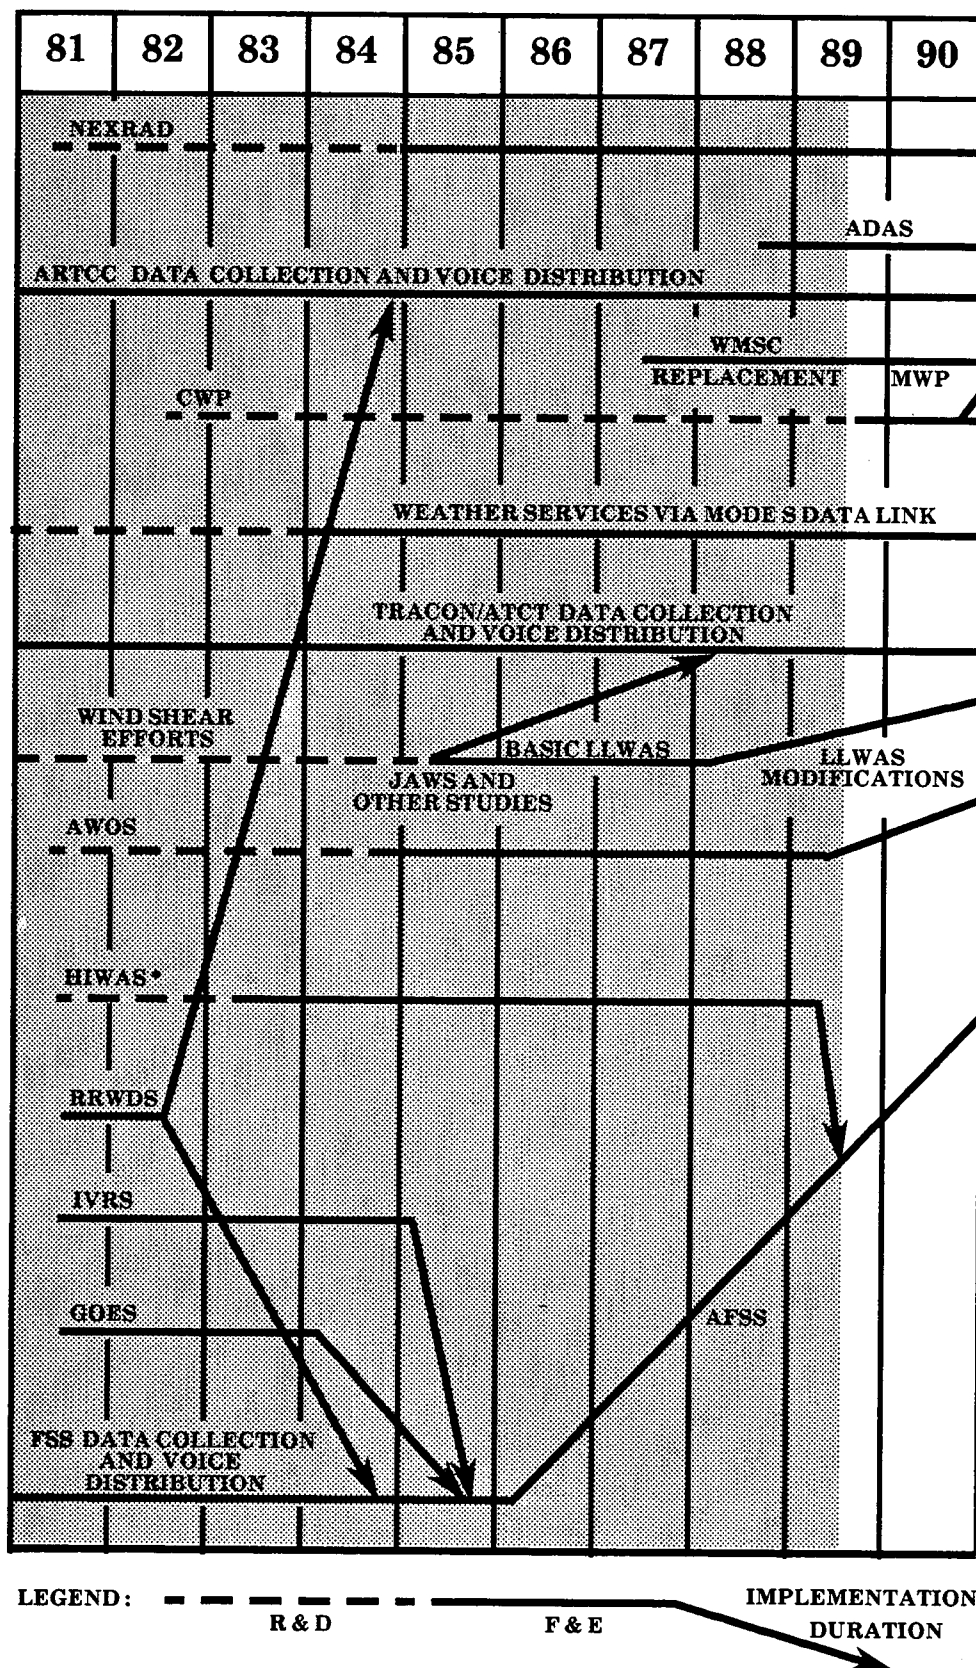 81 82 83 84 85 86 87 88 89 90
NEXRAD
ADAS
ARTCC DATA COLLECTION AND VOICE DISTRIBUTION
WMSC
REPLACEMENT
MWP
CWP
WEATHER SERVICES VIA MODE S DATA LINK
TRACON/ATCT DATA COLLECTION
AND VOICE DISTRIBUTION
WIND SHEAR
EFFORTS
BASIC LLWAS
LLWAS
MODIFICATIONS
JAWS AND
OTHER STUDIES
AWOS
HIWAS*
RRWDS
IVRS
GOES
AFSS
FSS DATA COLLECTION
AND VOICE
DISTRIBUTION
LEGEND:
R & D
F & E
IMPLEMENTATION
DURATION